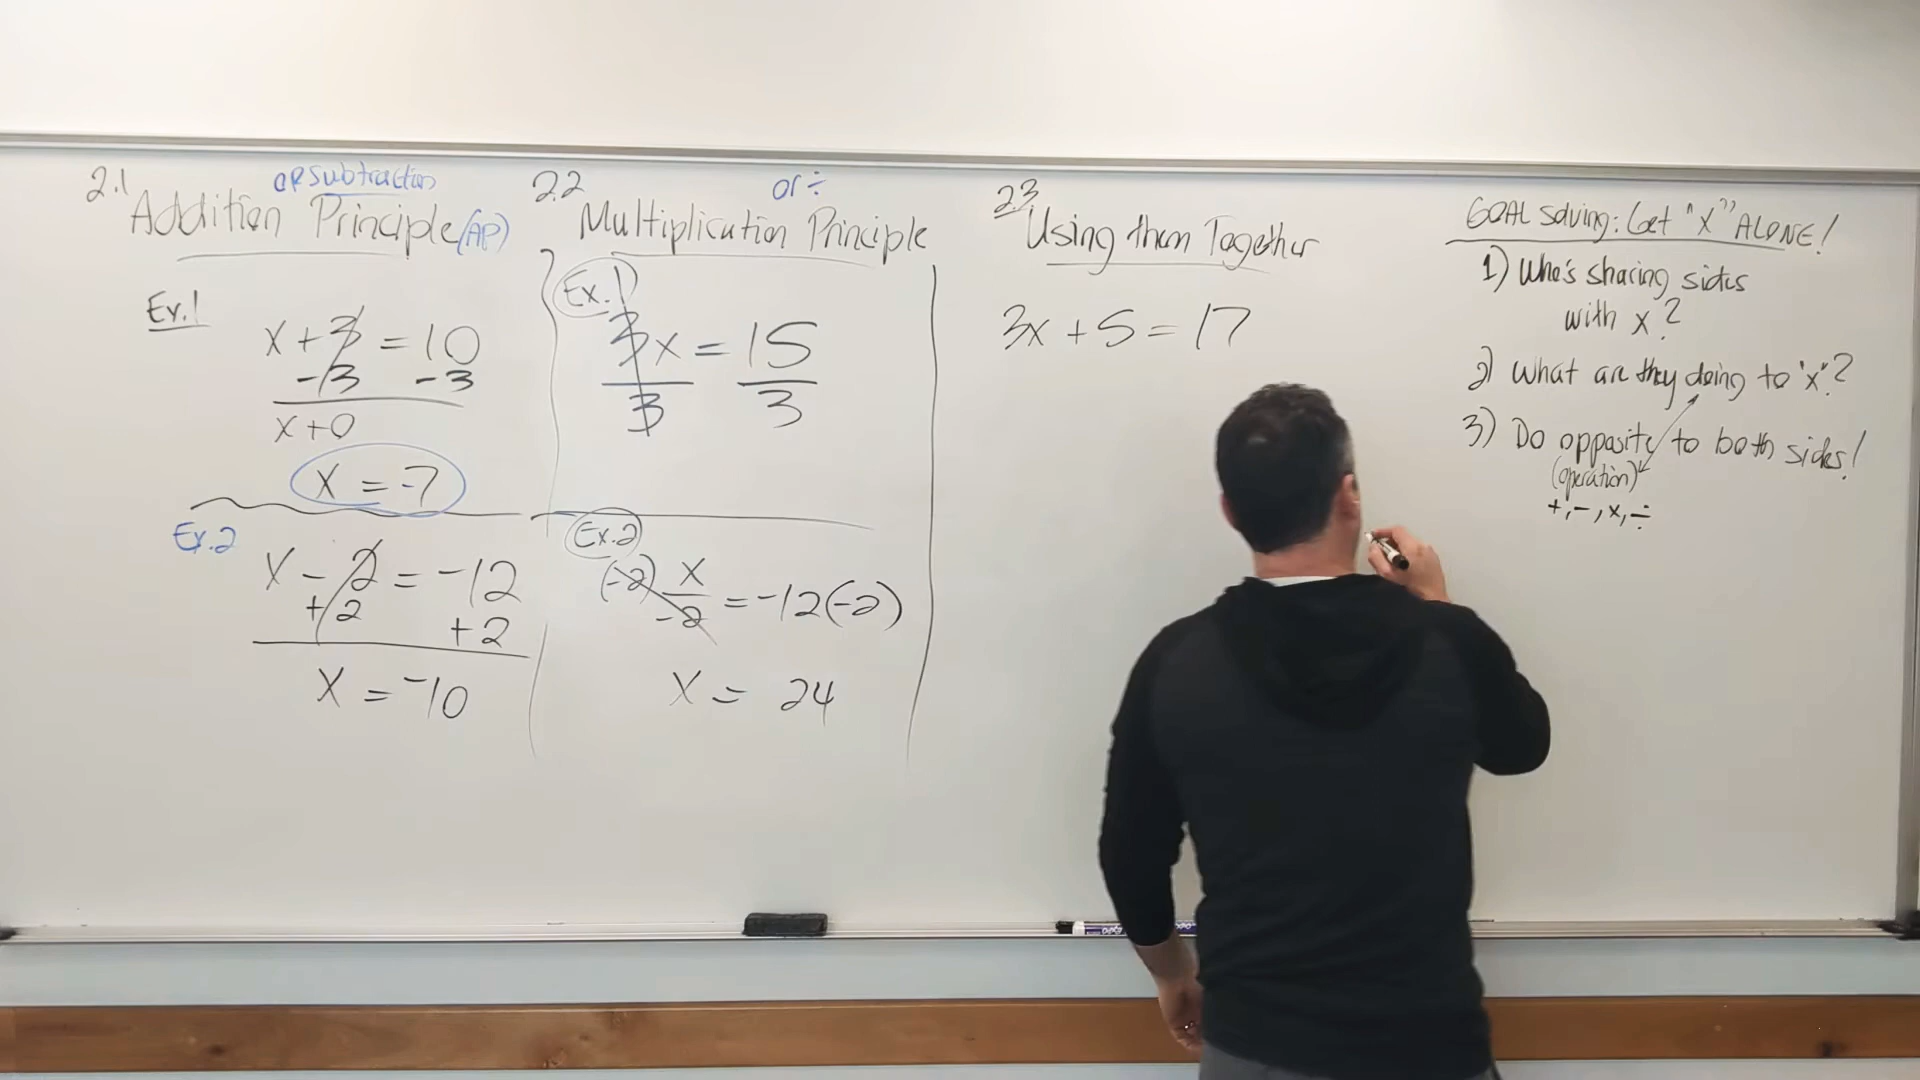 2.1
OR Subtraction
Addition Principle (AP)
Ex.1
x + 3 = 10
-3 -3
x+0
x = -7
Ex.2
x - 2 = -12
+2 +2
x = -10
2.2
or ÷
Multiplication Principle
Ex.1
3x = 15
3 3
Ex.2
(-2) x/-2 = -12(-2)
x = 24
2.3
Using them Together
3x + 5 = 17
GOAL solving: Get "X" ALONE!
1) Who's sharing sides
with x?
2) What are they doing to "x"?
3) Do opposite to both sides!
(operation)
+, -, x, ÷
expo